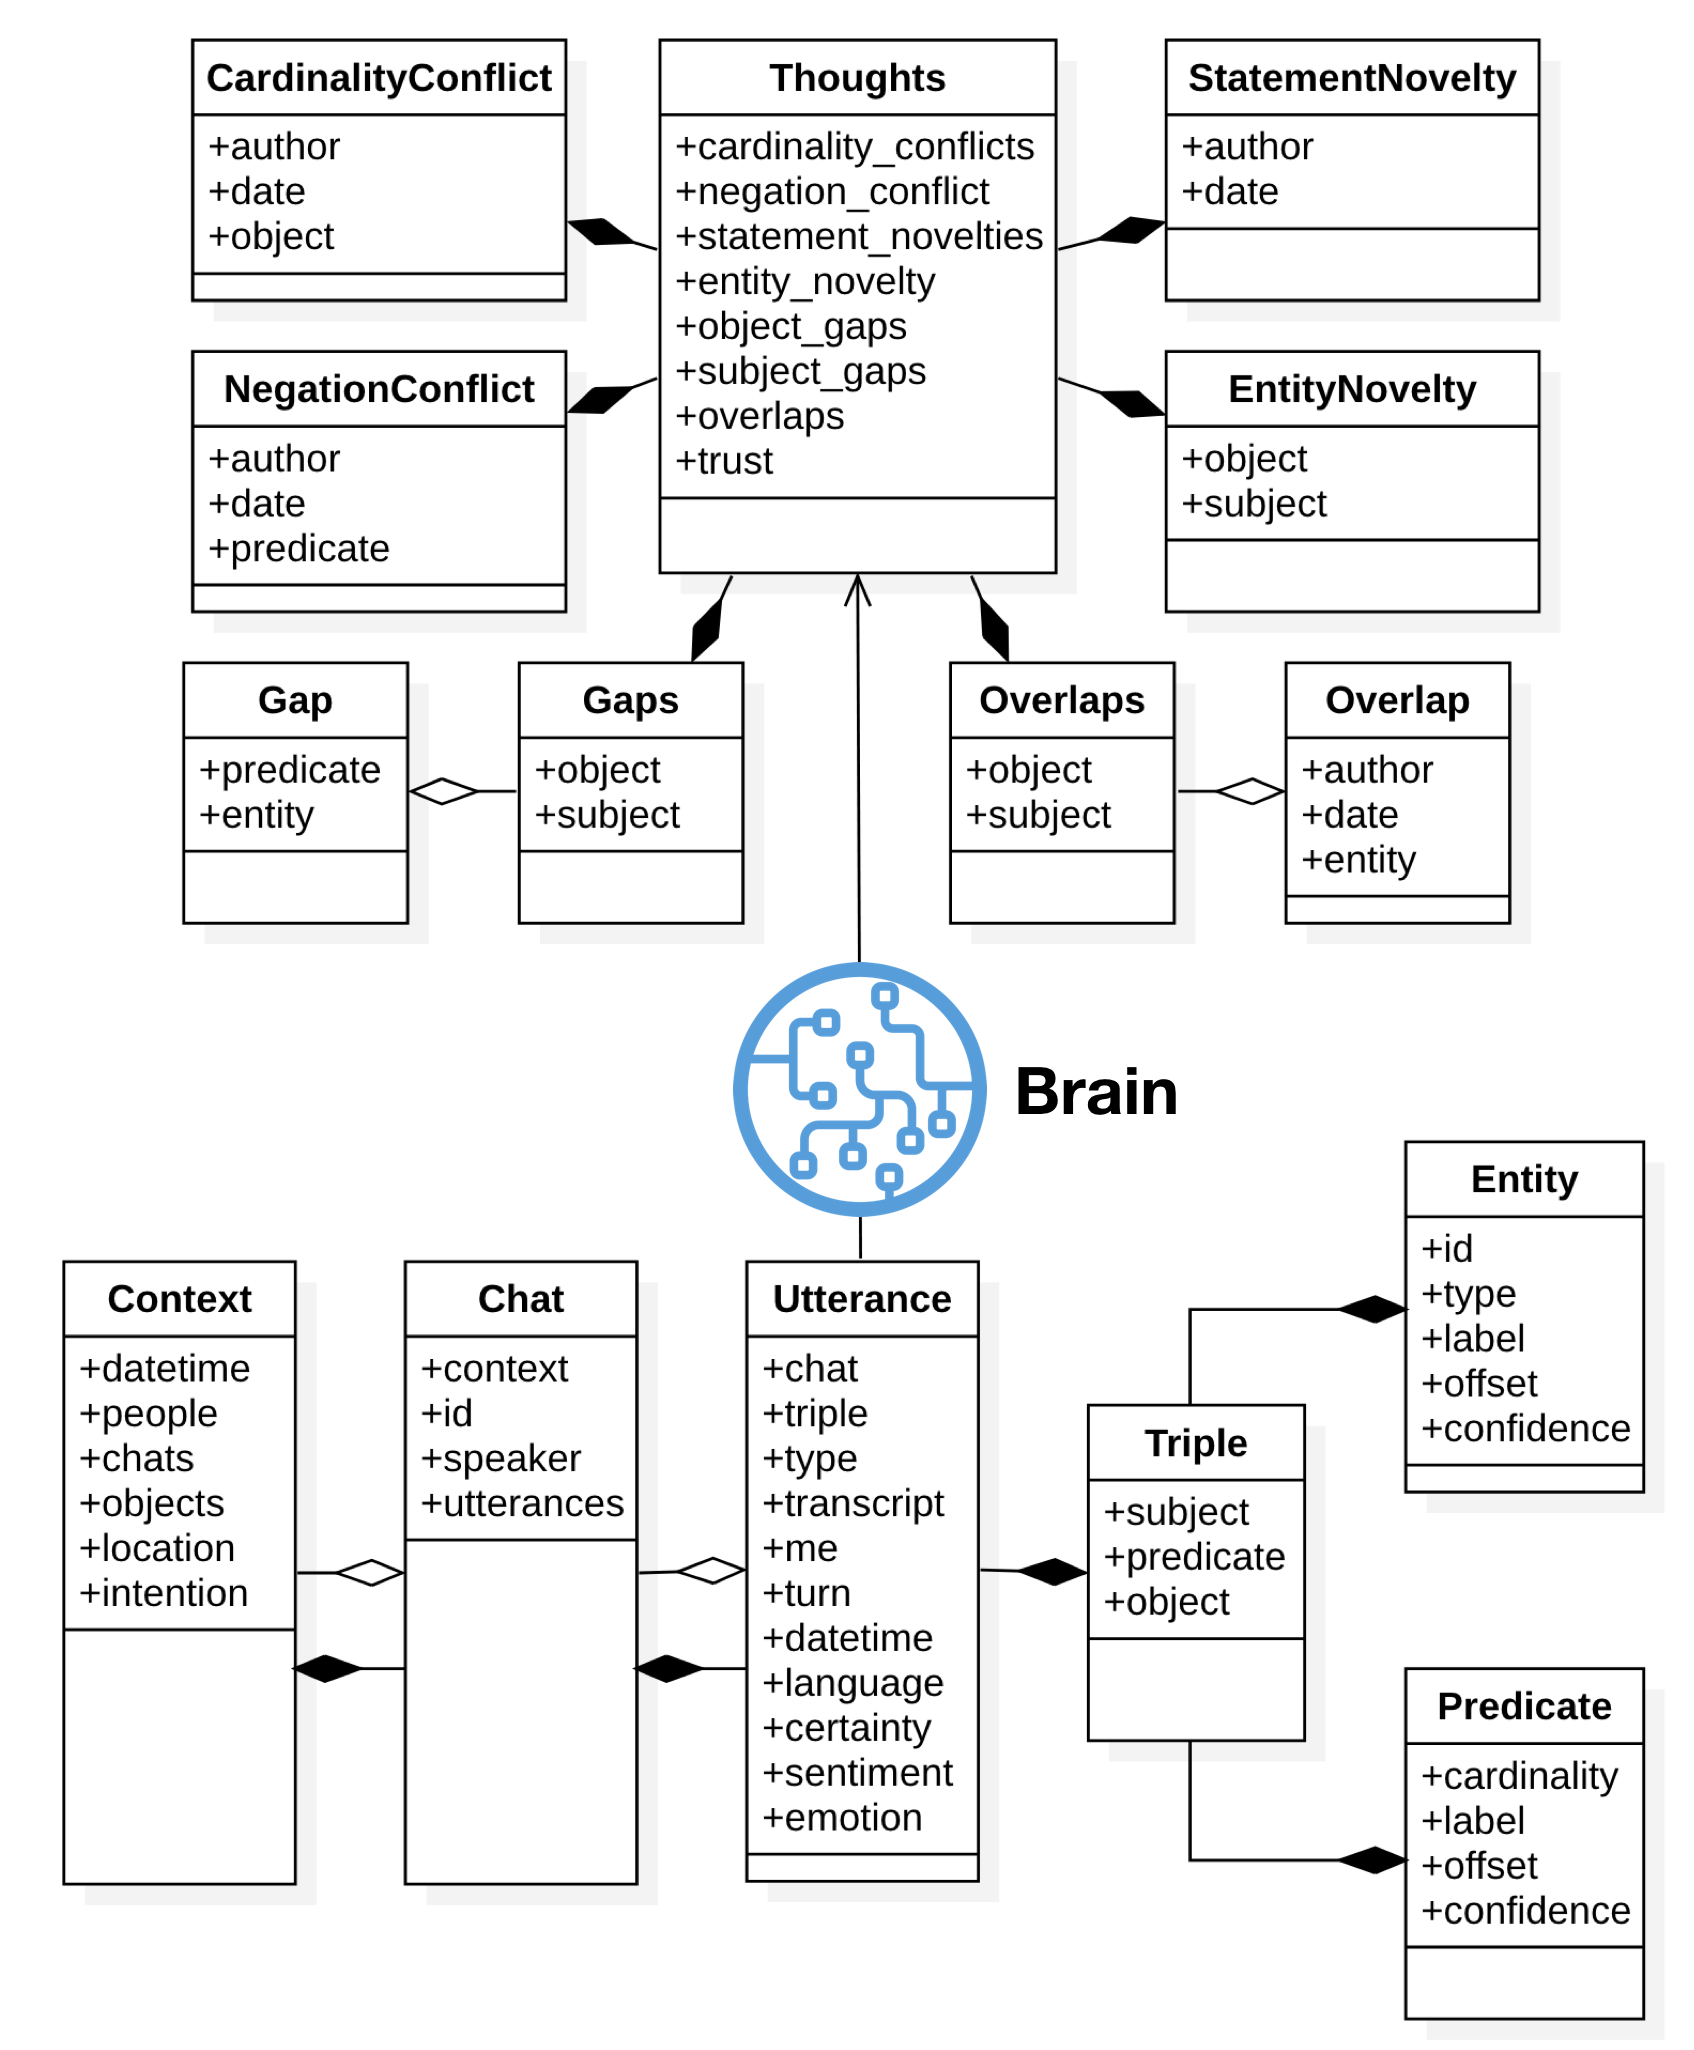 CardinalityConflict
+author
+date
+object
Thoughts
+cardinality_conflicts
+negation_conflict
+statement_novelties
+entity_novelty
+object_gaps
+subject_gaps
+overlaps
+trust
StatementNovelty
+author
+date
NegationConflict
+author
+date
+predicate
EntityNovelty
+object
+subject
Gap
+predicate
+entity
Gaps
+object
+subject
Overlaps
+object
+subject
Overlap
+author
+date
+entity
Brain
Context
+datetime
+people
+chats
+objects
+location
+intention
Chat
+context
+id
+speaker
+utterances
Utterance
+chat
+triple
+type
+transcript
+me
+turn
+datetime
+language
+certainty
+sentiment
+emotion
Triple
+subject
+predicate
+object
Entity
+id
+type
+label
+offset
+confidence
Predicate
+cardinality
+label
+offset
+confidence